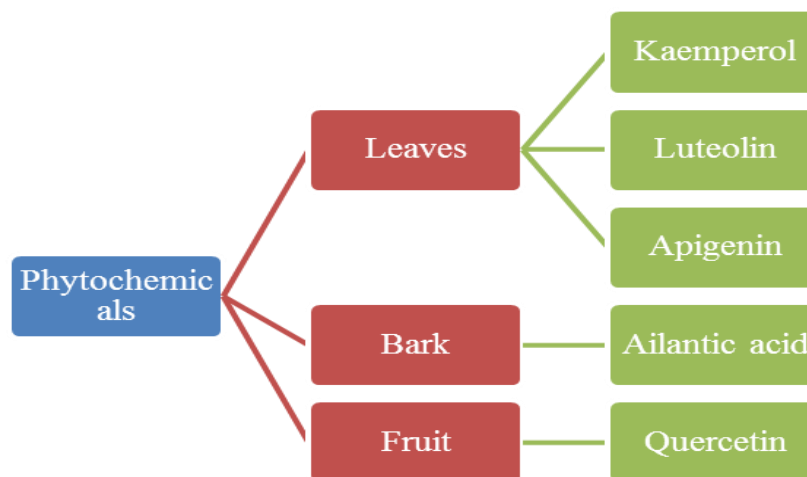 Phytochemic
als
Leaves
Kaemperol
Luteolin
Apigenin
Bark
Ailantic acid
Fruit
Quercetin